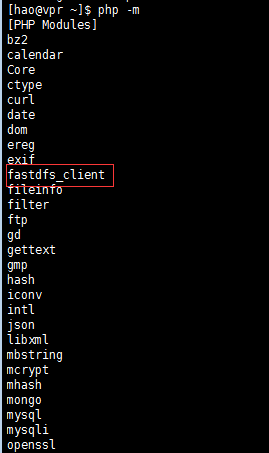 [hao@vpr ~]$ php -m
[PHP Modules]
bz2
calendar
Core
ctype
curl
date
dom
ereg
exif
fastdfs_client
fileinfo
filter
ftp
gd
gettext
gmp
hash
iconv
intl
json
libxml
mbstring
mcrypt
mhash
mongo
mysql
mysqli
openssl